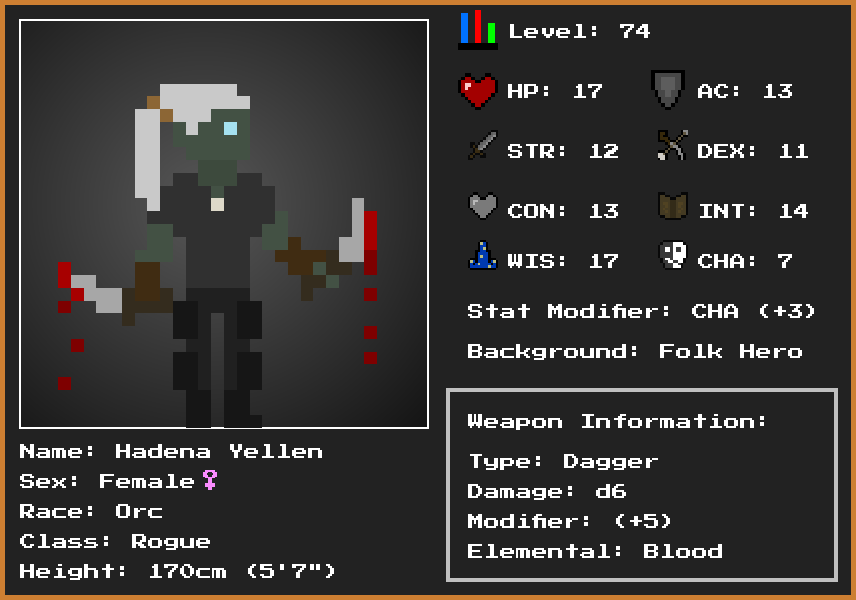 Level: 74
HP: 17
AC: 13
STR: 12
DEX: 11
CON: 13
INT: 14
WIS: 17
CHA: 7
Stat Modifier: CHA (+3)
Background: Folk Hero
Weapon Information:
Type: Dagger
Damage: d6
Modifier: (+5)
Elemental: Blood
Name: Hadena Yellen
Sex: Female♀
Race: Orc
Class: Rogue
Height: 170cm (5'7")